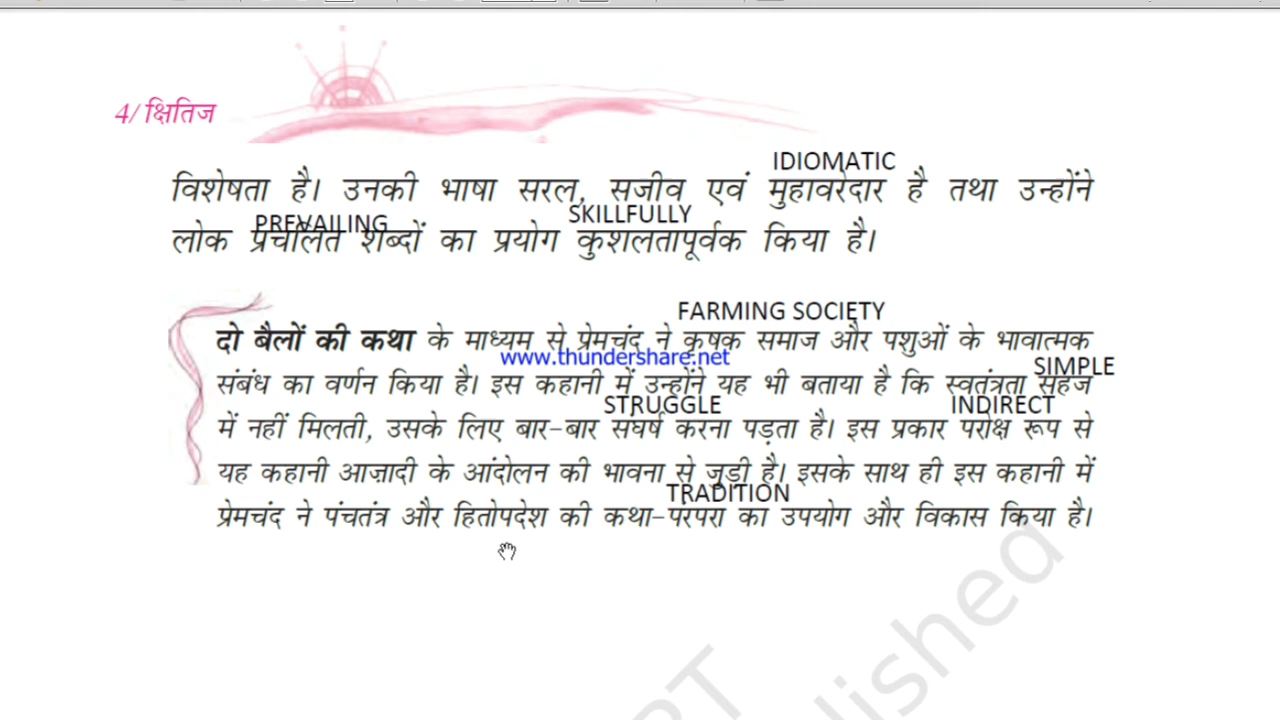 4/ क्षितिज
IDIOMATIC
विशेषता है। उनकी भाषा सरल, सजीव एवं मुहावरेदार है तथा उन्होंने
PREVAILING SKILLFULLY
लोक प्रचलित शब्दों का प्रयोग कुशलतापूर्वक किया है।
FARMING SOCIETY
दो बैलों की कथा के माध्यम से प्रेमचंद ने कृषक समाज और पशुओं के भावात्मक
www.thundershare.net
SIMPLE
संबंध का वर्णन किया है। इस कहानी में उन्होंने यह भी बताया है कि स्वतंत्रता सहज
STRUGGLE INDIRECT
में नहीं मिलती, उसके लिए बार-बार संघर्ष करना पड़ता है। इस प्रकार परोक्ष रूप से
यह कहानी आज़ादी के आंदोलन की भावना से जुड़ी है। इसके साथ ही इस कहानी में
TRADITION
प्रेमचंद ने पंचतंत्र और हितोपदेश की कथा-परंपरा का उपयोग और विकास किया है।